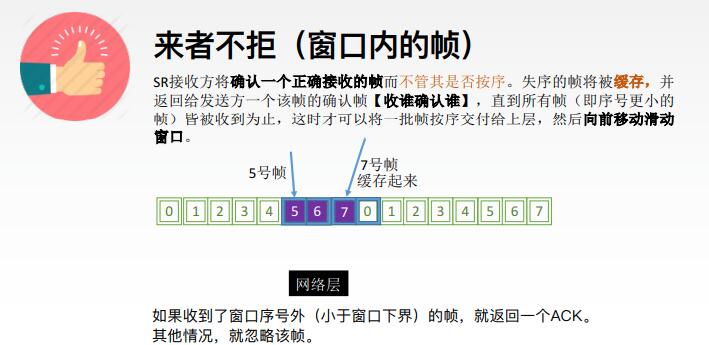 来者不拒（窗口内的帧）
SR接收方将确认一个正确接收的帧而不管其是否按序。失序的帧将被缓存，并
返回给发送方一个该帧的确认帧【收谁确认谁】，直到所有帧（即序号更小的
帧）皆被收到为止，这时才可以将一批帧按序交付给上层，然后向前移动滑动
窗口。
5号帧
7号帧
缓存起来
0 1 2 3 4 5 6 7 0 1 2 3 4 5 6 7
网络层
如果收到了窗口序号外（小于窗口下界）的帧，就返回一个ACK。
其他情况，就忽略该帧。